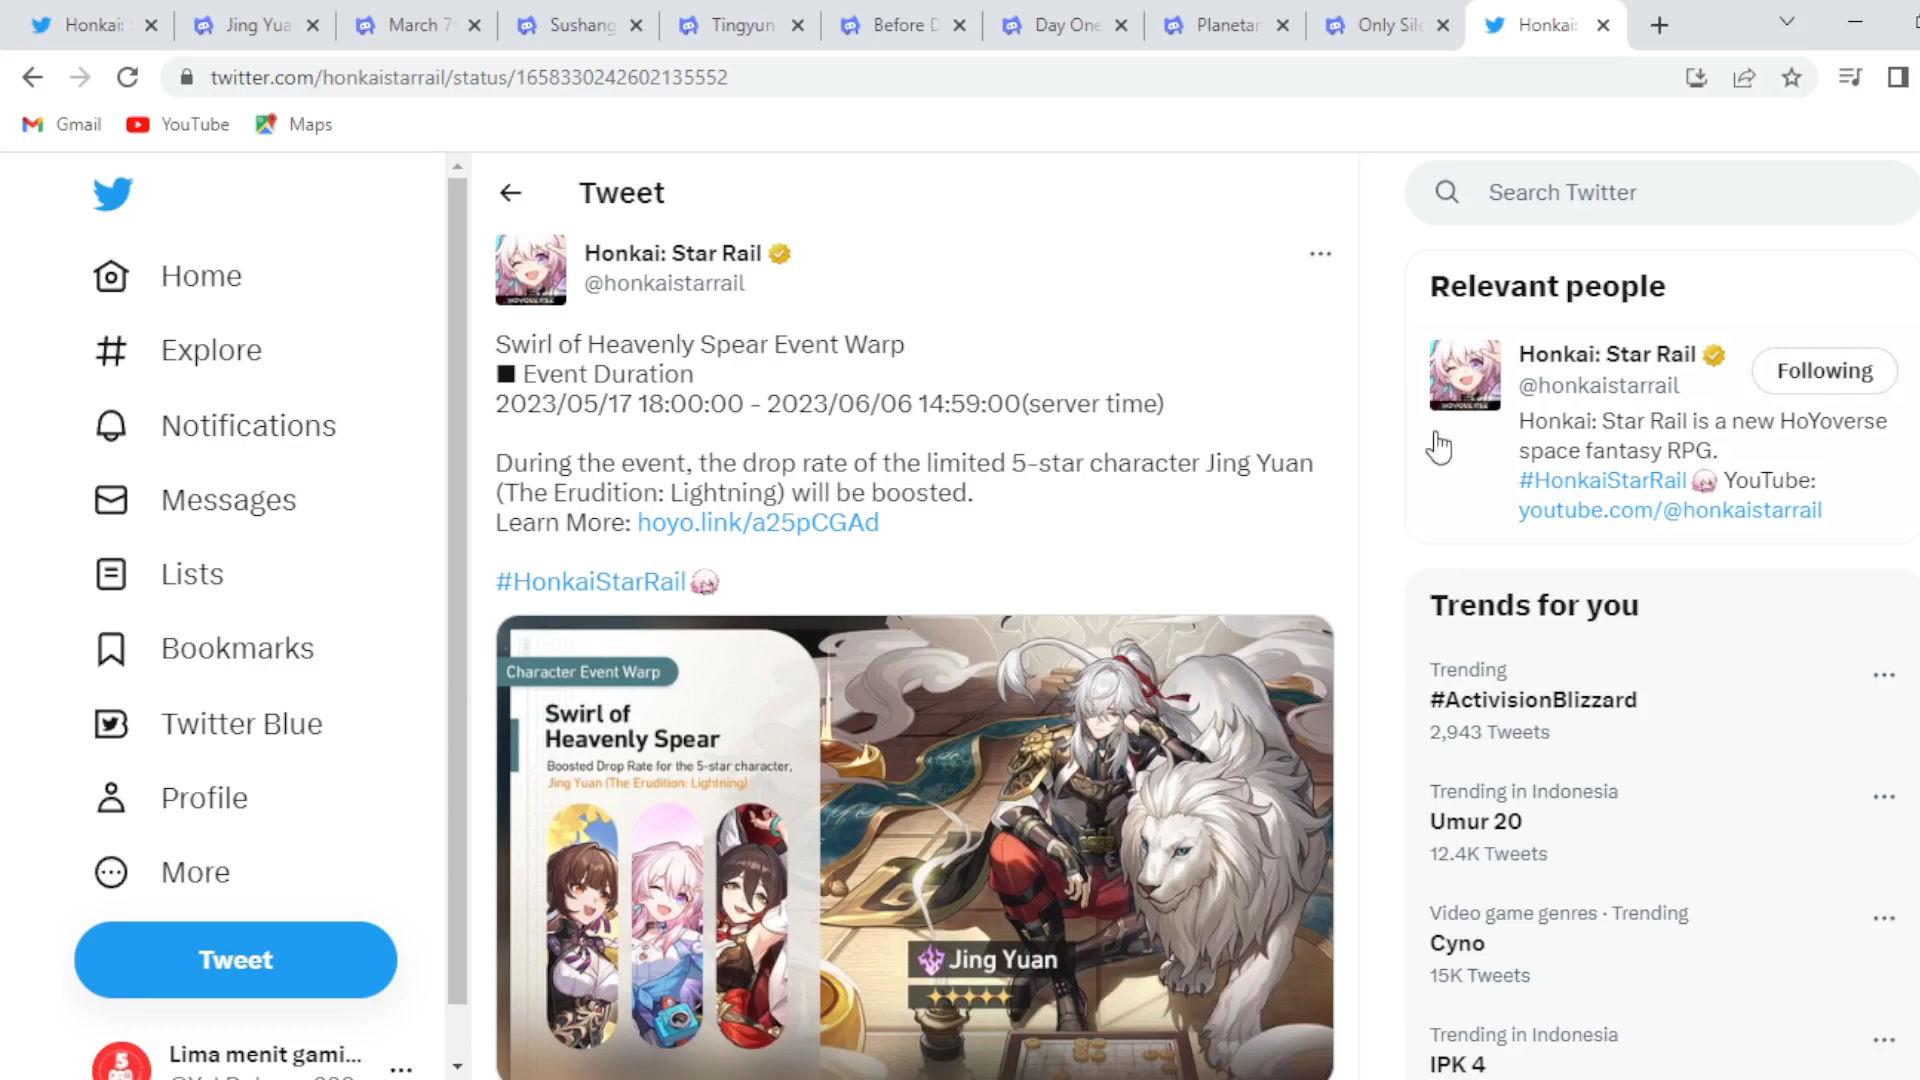 Honkai:
Jing Yua
March 7
Sushang
Tingyun
Before D
Day One
Planetar
Only Sil
Honkai:
twitter.com/honkaistarrail/status/1658330242602135552
Gmail
YouTube
Maps
Home
Explore
Notifications
Messages
Lists
Bookmarks
Twitter Blue
Profile
More
Tweet
Lima menit gami...
Tweet
Honkai: Star Rail
@honkaistarrail
Swirl of Heavenly Spear Event Warp
■ Event Duration
2023/05/17 18:00:00 - 2023/06/06 14:59:00(server time)
During the event, the drop rate of the limited 5-star character Jing Yuan
(The Erudition: Lightning) will be boosted.
Learn More: hoyo.link/a25pCGAd
#HonkaiStarRail
Character Event Warp
Swirl of
Heavenly Spear
Boosted Drop Rate for the 5-star character,
Jing Yuan (The Erudition: Lightning)
Jing Yuan
Search Twitter
Relevant people
Honkai: Star Rail
@honkaistarrail
Following
Honkai: Star Rail is a new HoYoverse
space fantasy RPG.
#HonkaiStarRail YouTube:
youtube.com/@honkaistarrail
Trends for you
Trending
#ActivisionBlizzard
2,943 Tweets
Trending in Indonesia
Umur 20
12.4K Tweets
Video game genres · Trending
Cyno
15K Tweets
Trending in Indonesia
IPK 4